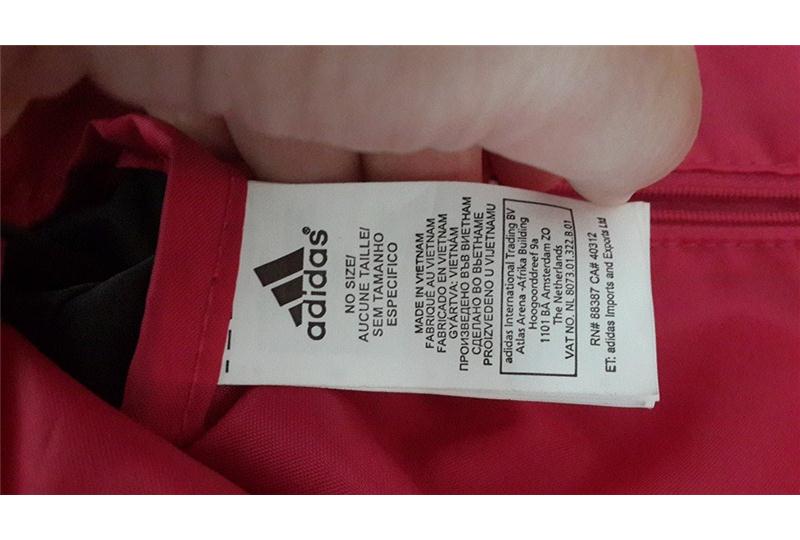 adidas
NO SIZE/
AUCUNE TAILLE/
SEM TAMANHO
ESPECIFICO
MADE IN VIETNAM
FABRIQUÉ AU VIETNAM
FABRICADO EN VIETNAM
GYÁRTVA: VIETNÁM
ПРОИЗВЕДЕНО ВЪВ ВИЕТНАМ
СДЕЛАНО ВО ВЬЕТНАМЕ
PROIZVEDENO U VIJETNAMU
adidas International Trading BV
Atlas Arena -Afrika Building
Hoogoorddreef 9a
1101 BA Amsterdam ZO
The Netherlands
VAT NO. NL 8073.01.322.B.01
RN# 88387 CA# 40312
ET: adidas Imports and Exports Ltd